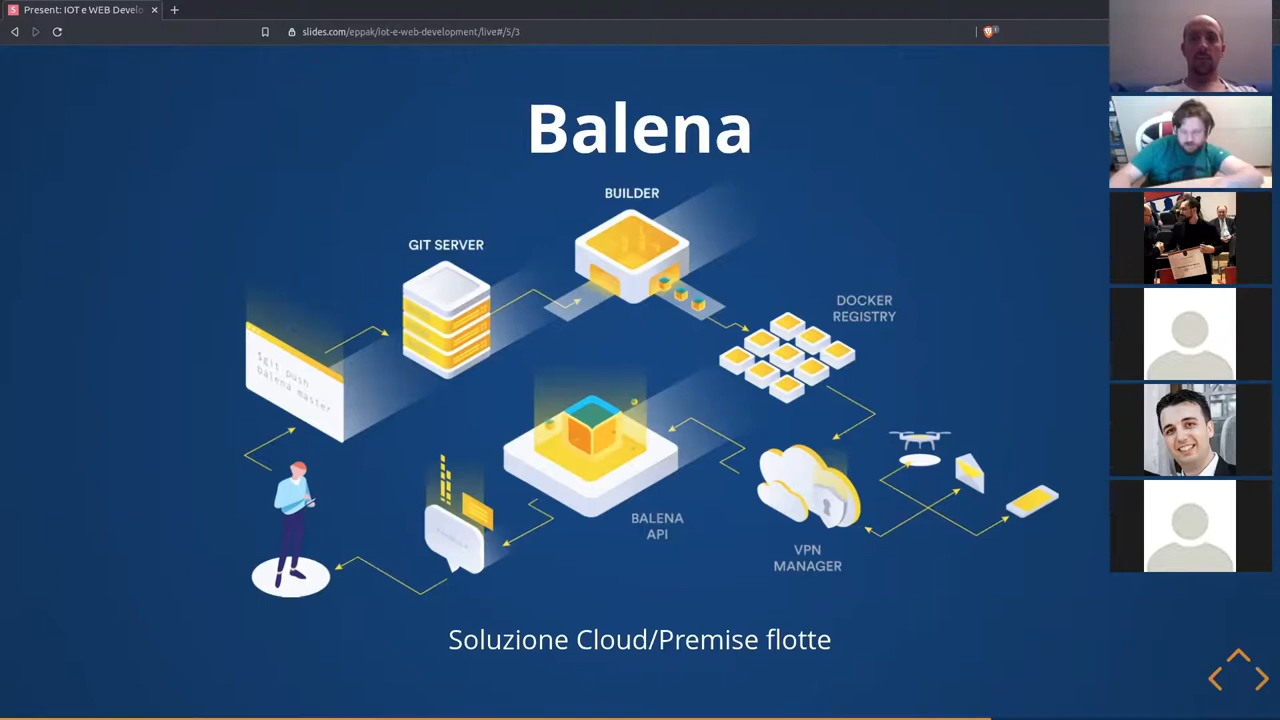 Present: IOT e WEB Develo
slides.com/eppak/iot-e-web-development/live#/5/3
Balena
BUILDER
GIT SERVER
DOCKER
REGISTRY
$git push
balena master
BALENA
API
VPN
MANAGER
Soluzione Cloud/Premise flotte